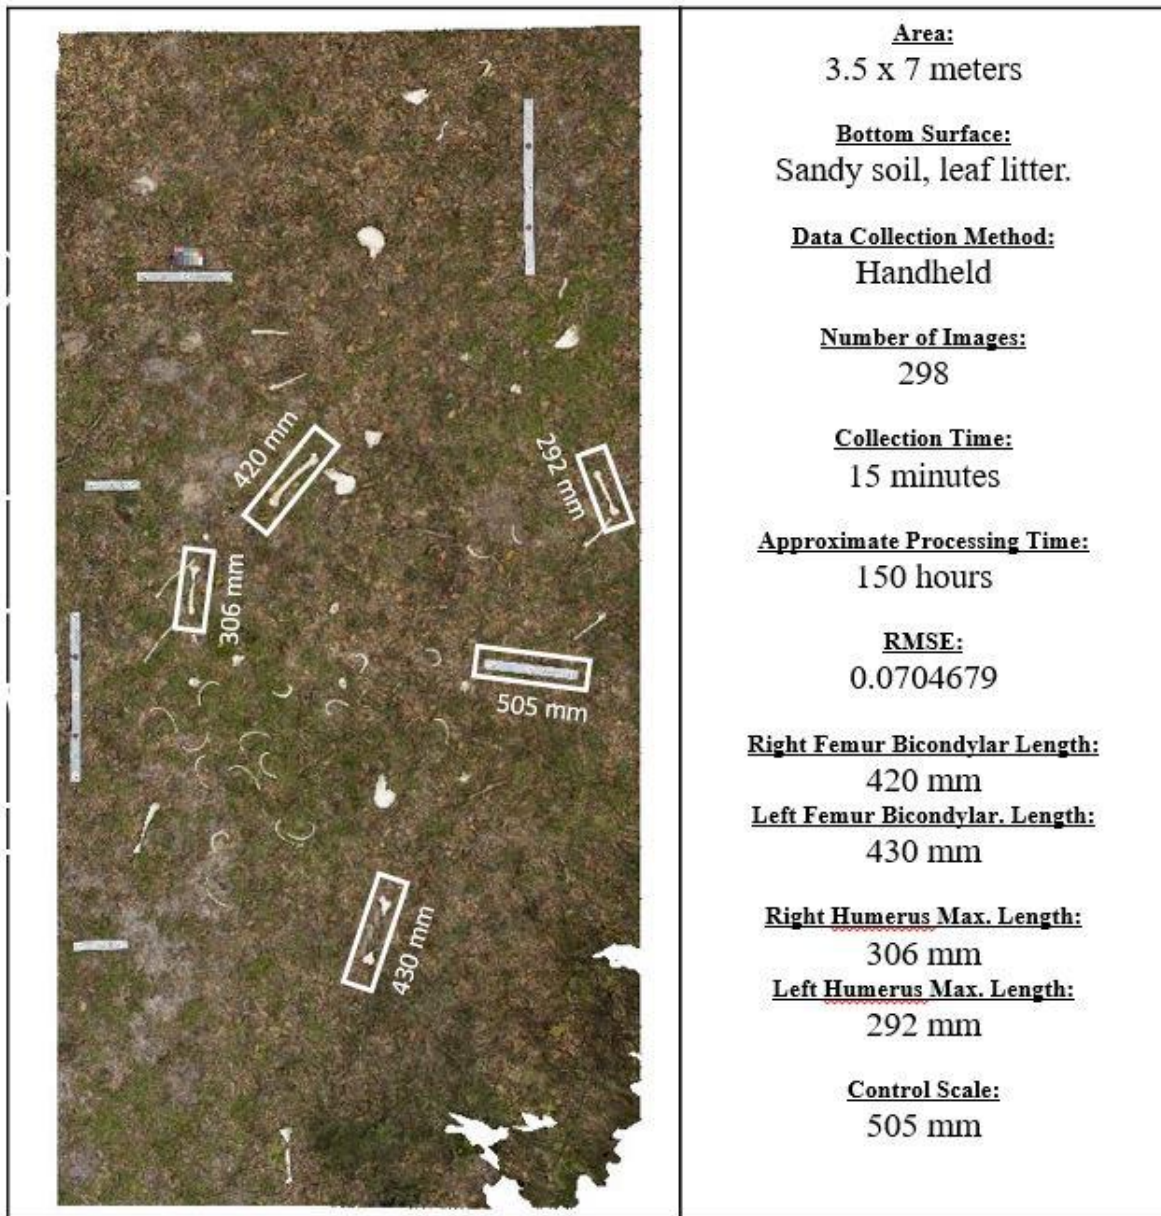 420 mm
292 mm
306 mm
505 mm
430 mm
Area:
3.5 x 7 meters
Bottom Surface:
Sandy soil, leaf litter.
Data Collection Method:
Handheld
Number of Images:
298
Collection Time:
15 minutes
Approximate Processing Time:
150 hours
RMSE:
0.0704679
Right Femur Bicondylar Length:
420 mm
Left Femur Bicondylar. Length:
430 mm
Right Humerus Max. Length:
306 mm
Left Humerus Max. Length:
292 mm
Control Scale:
505 mm